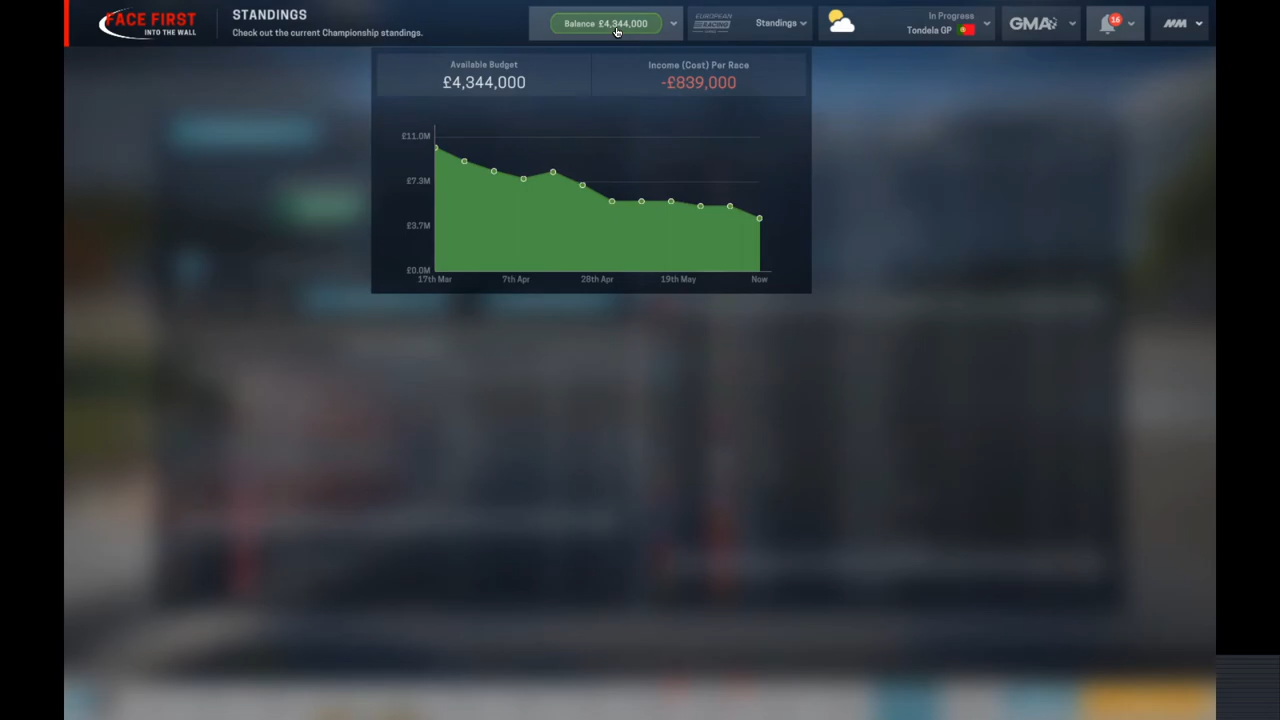 FACE FIRST
INTO THE WALL
STANDINGS
Check out the current Championship standings.
Balance £4,344,000
EUROPEAN
RACING
Standings
In Progress
Tondela GP
GMA
16
Available Budget
£4,344,000
Income (Cost) Per Race
-£839,000
£11.0M
£7.3M
£3.7M
£0.0M
17th Mar
7th Apr
28th Apr
19th May
Now